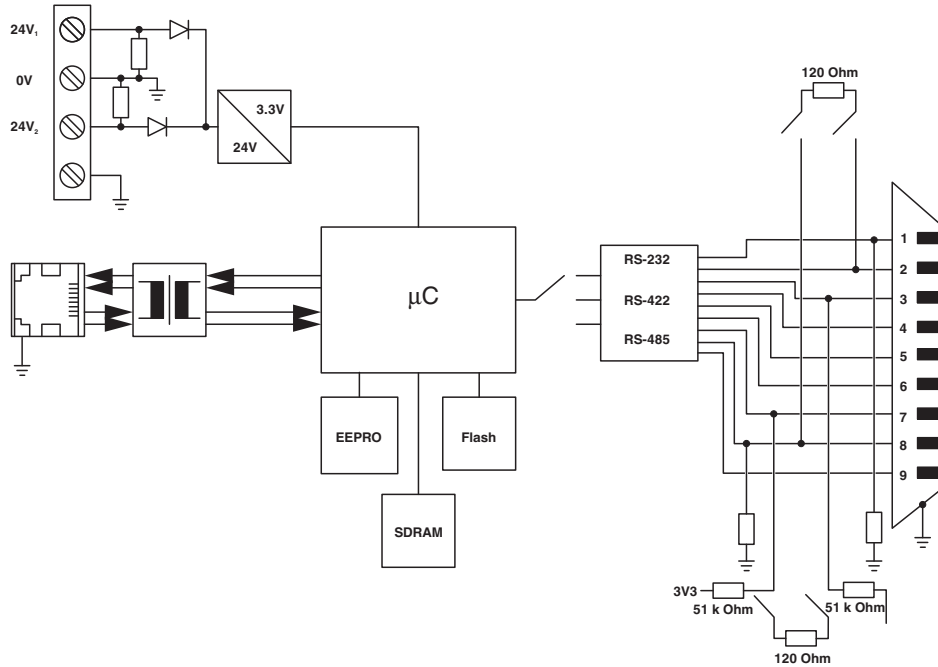 24V₁
0V
24V₂
3.3V
24V
120 Ohm
µC
RS-232
RS-422
RS-485
1
2
3
4
5
6
7
8
9
EEPRO
Flash
SDRAM
3V3
51 k Ohm
51 k Ohm
120 Ohm